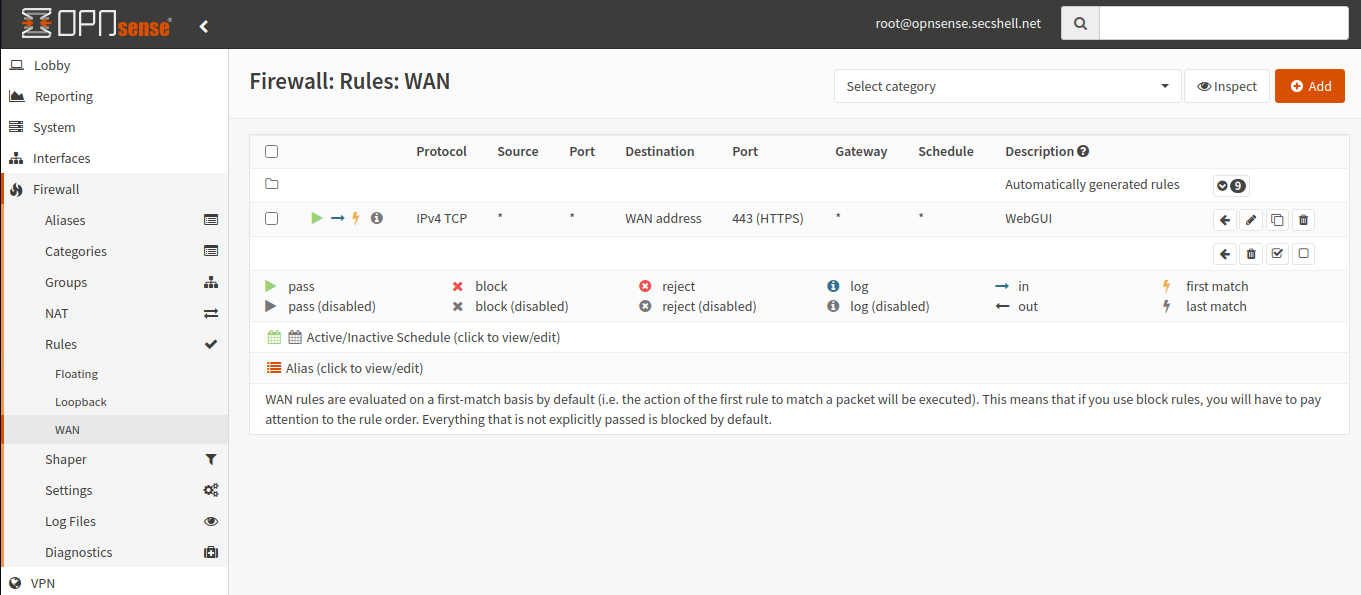 OPNsense
root@opnsense.secshell.net
Lobby
Reporting
System
Interfaces
Firewall
Aliases
Categories
Groups
NAT
Rules
Floating
Loopback
WAN
Shaper
Settings
Log Files
Diagnostics
VPN
Firewall: Rules: WAN
Select category
Inspect
Add
Protocol Source Port Destination Port Gateway Schedule Description
Automatically generated rules 9
IPv4 TCP * * WAN address 443 (HTTPS) * * WebGUI
pass block reject log in first match
pass (disabled) block (disabled) reject (disabled) log (disabled) out last match
Active/Inactive Schedule (click to view/edit)
Alias (click to view/edit)
WAN rules are evaluated on a first-match basis by default (i.e. the action of the first rule to match a packet will be executed). This means that if you use block rules, you will have to pay
attention to the rule order. Everything that is not explicitly passed is blocked by default.